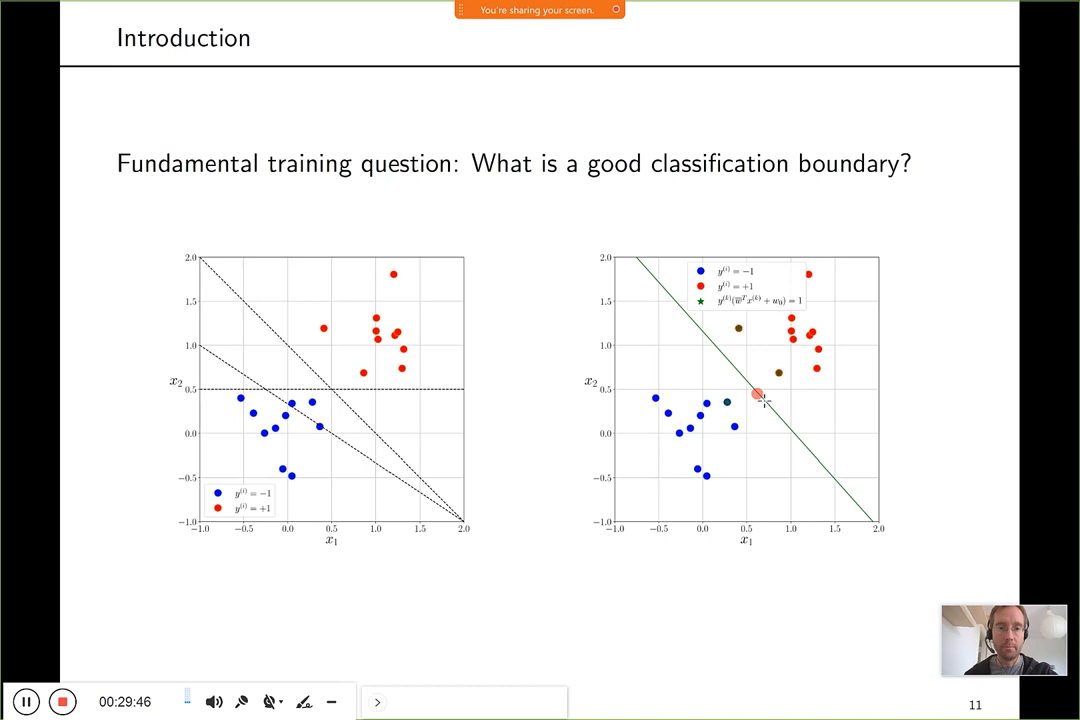 You're sharing your screen.
Introduction
Fundamental training question: What is a good classification boundary?
2.0
1.5
1.0
x₂ 0.5
0.0
−0.5
−1.0
−1.0 −0.5 0.0 0.5 1.0 1.5 2.0
x₁
y⁽ⁱ⁾ = −1
y⁽ⁱ⁾ = +1
2.0
1.5
1.0
x₂ 0.5
0.0
−0.5
−1.0
−1.0 −0.5 0.0 0.5 1.0 1.5 2.0
x₁
y⁽ⁱ⁾ = −1
y⁽ⁱ⁾ = +1
y⁽ᵏ⁾(w̅ᵀx⁽ᵏ⁾ + w₀) = 1
00:29:46
11